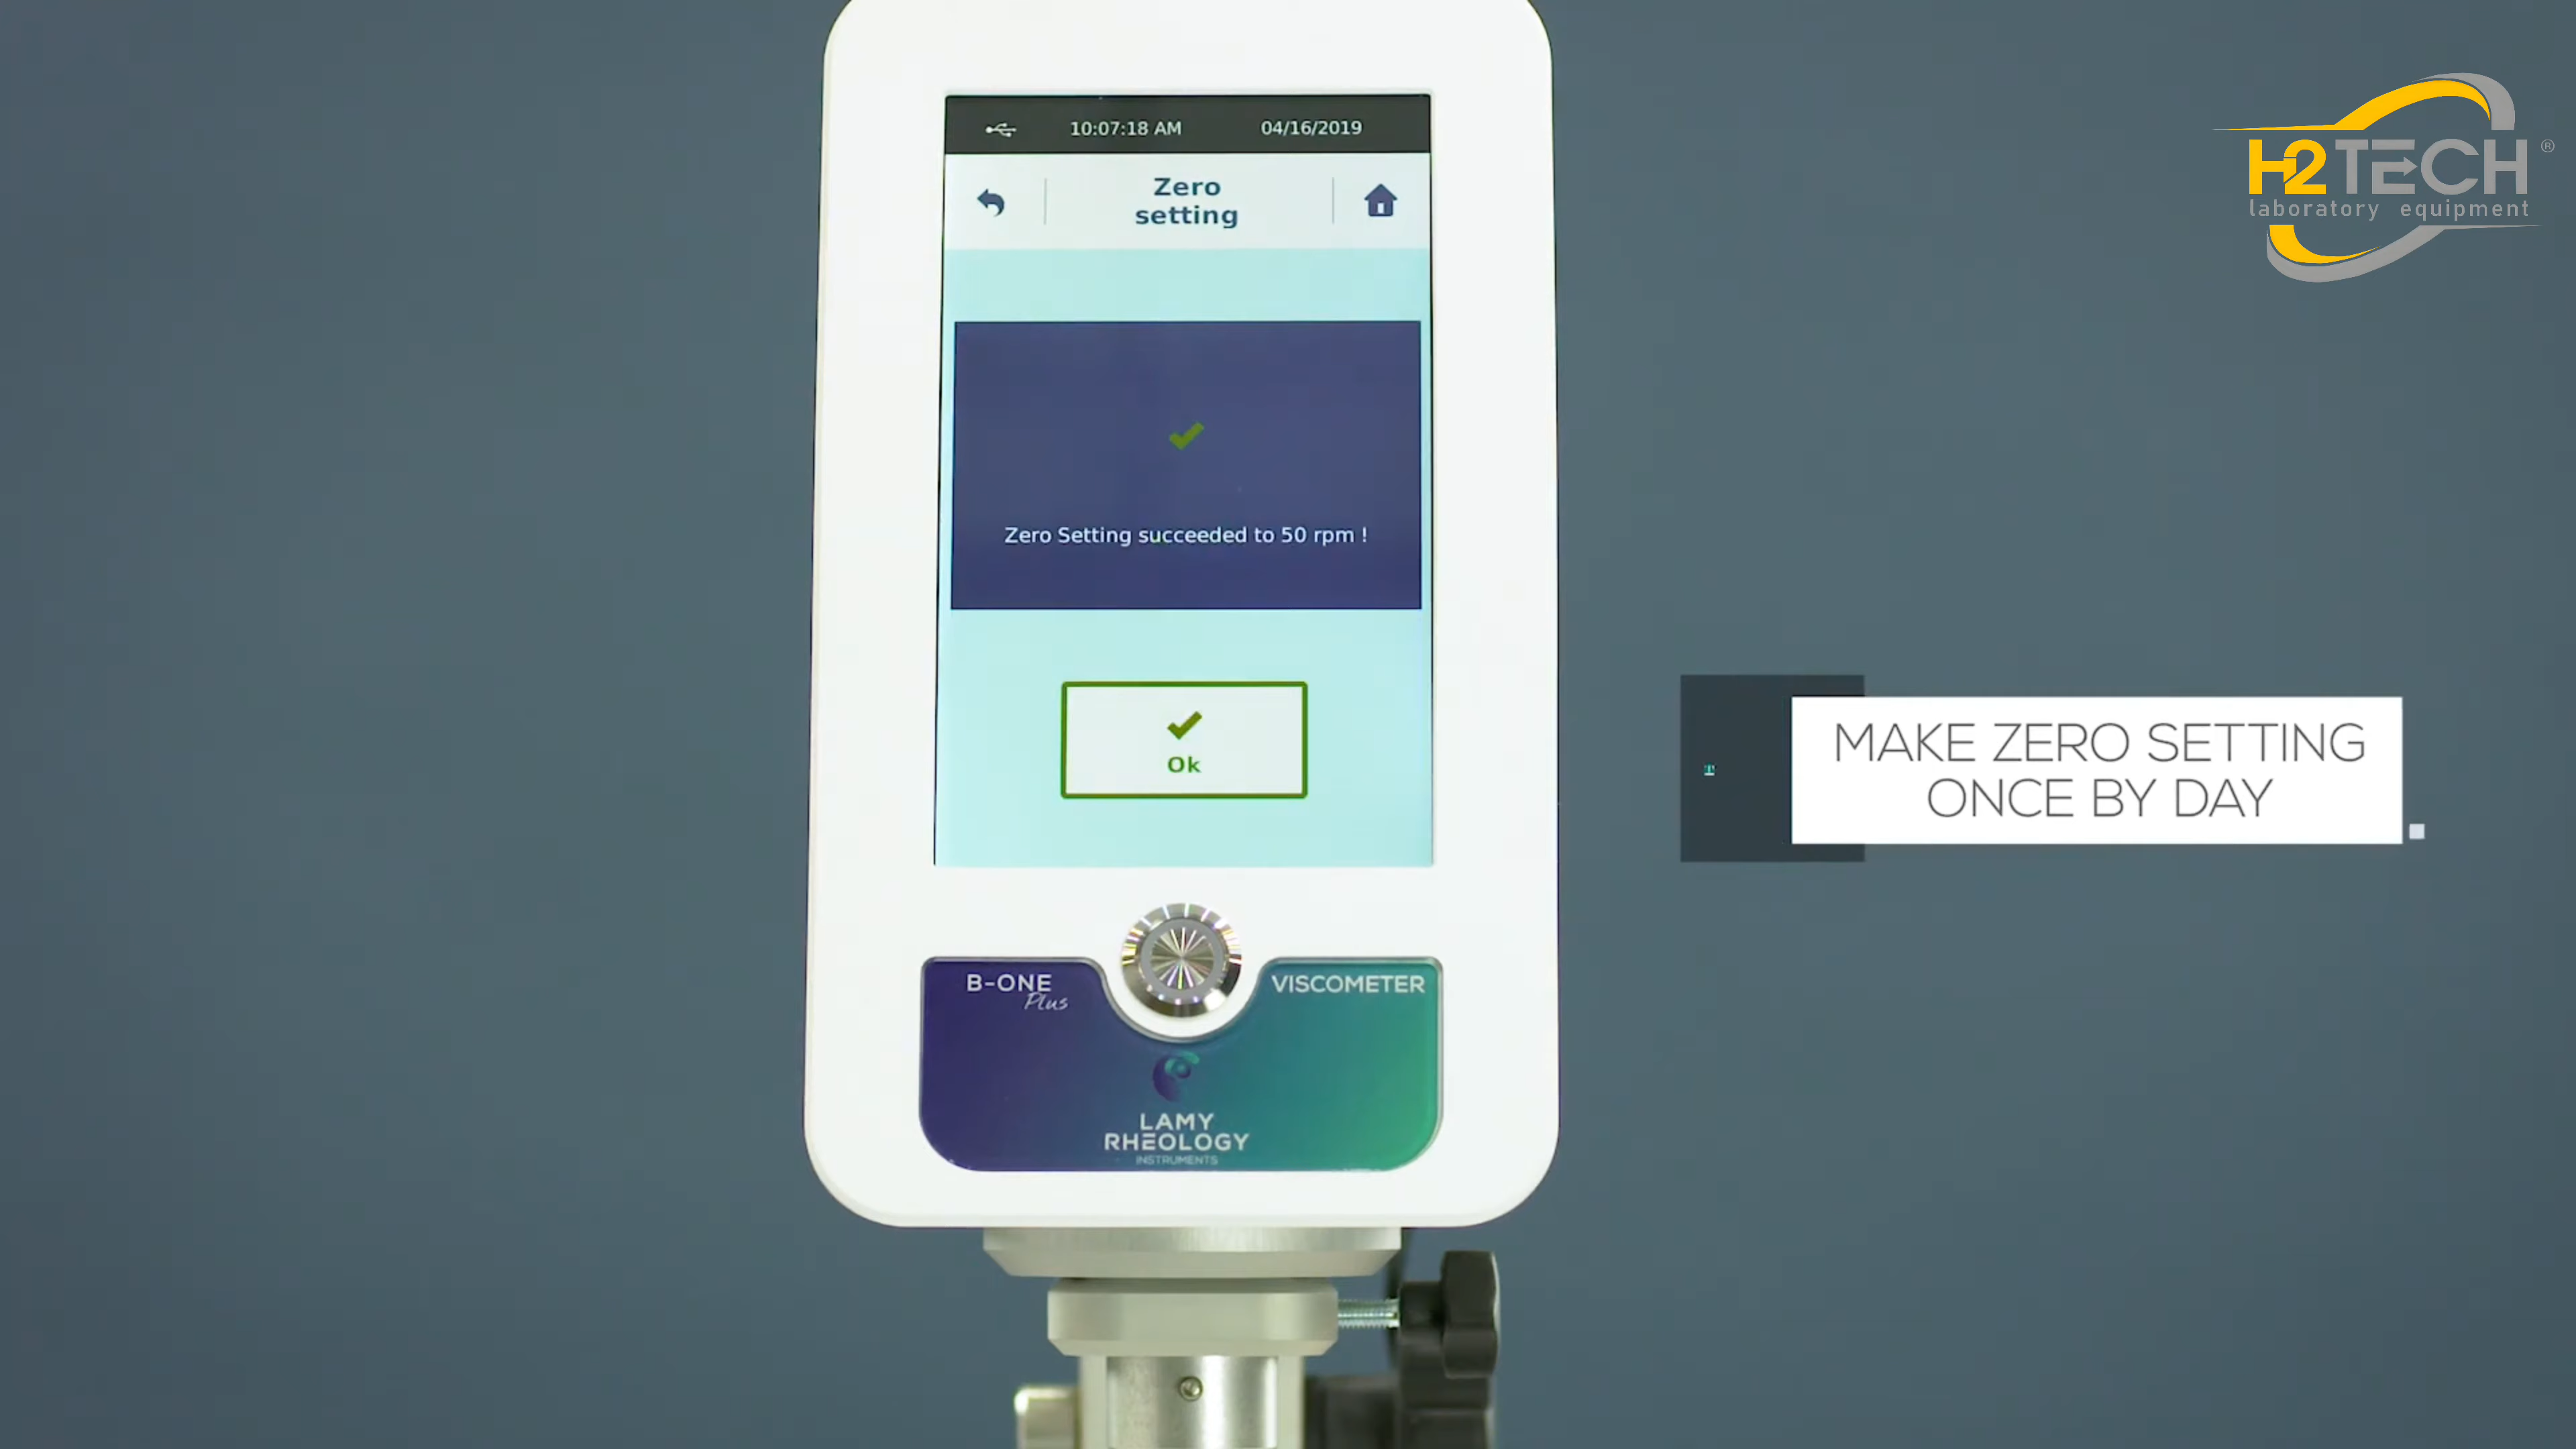 10:07:18 AM 04/16/2019
Zero
setting
Zero Setting succeeded to 50 rpm !
Ok
B-ONE
Plus
VISCOMETER
LAMY
RHEOLOGY
INSTRUMENTS
H2TECH®
laboratory equipment
MAKE ZERO SETTING
ONCE BY DAY